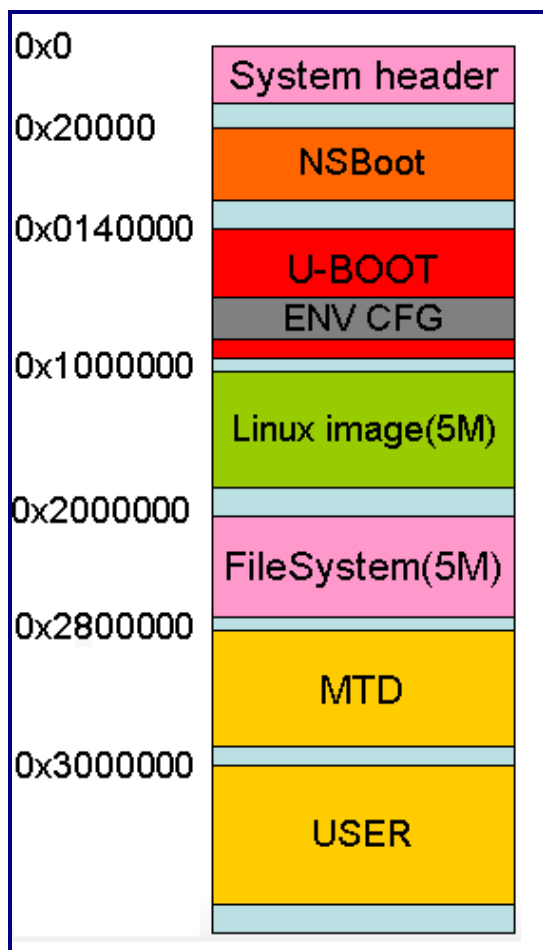 0x0
System header
0x20000
NSBoot
0x0140000
U-BOOT
ENV CFG
0x1000000
Linux image(5M)
0x2000000
FileSystem(5M)
0x2800000
MTD
0x3000000
USER